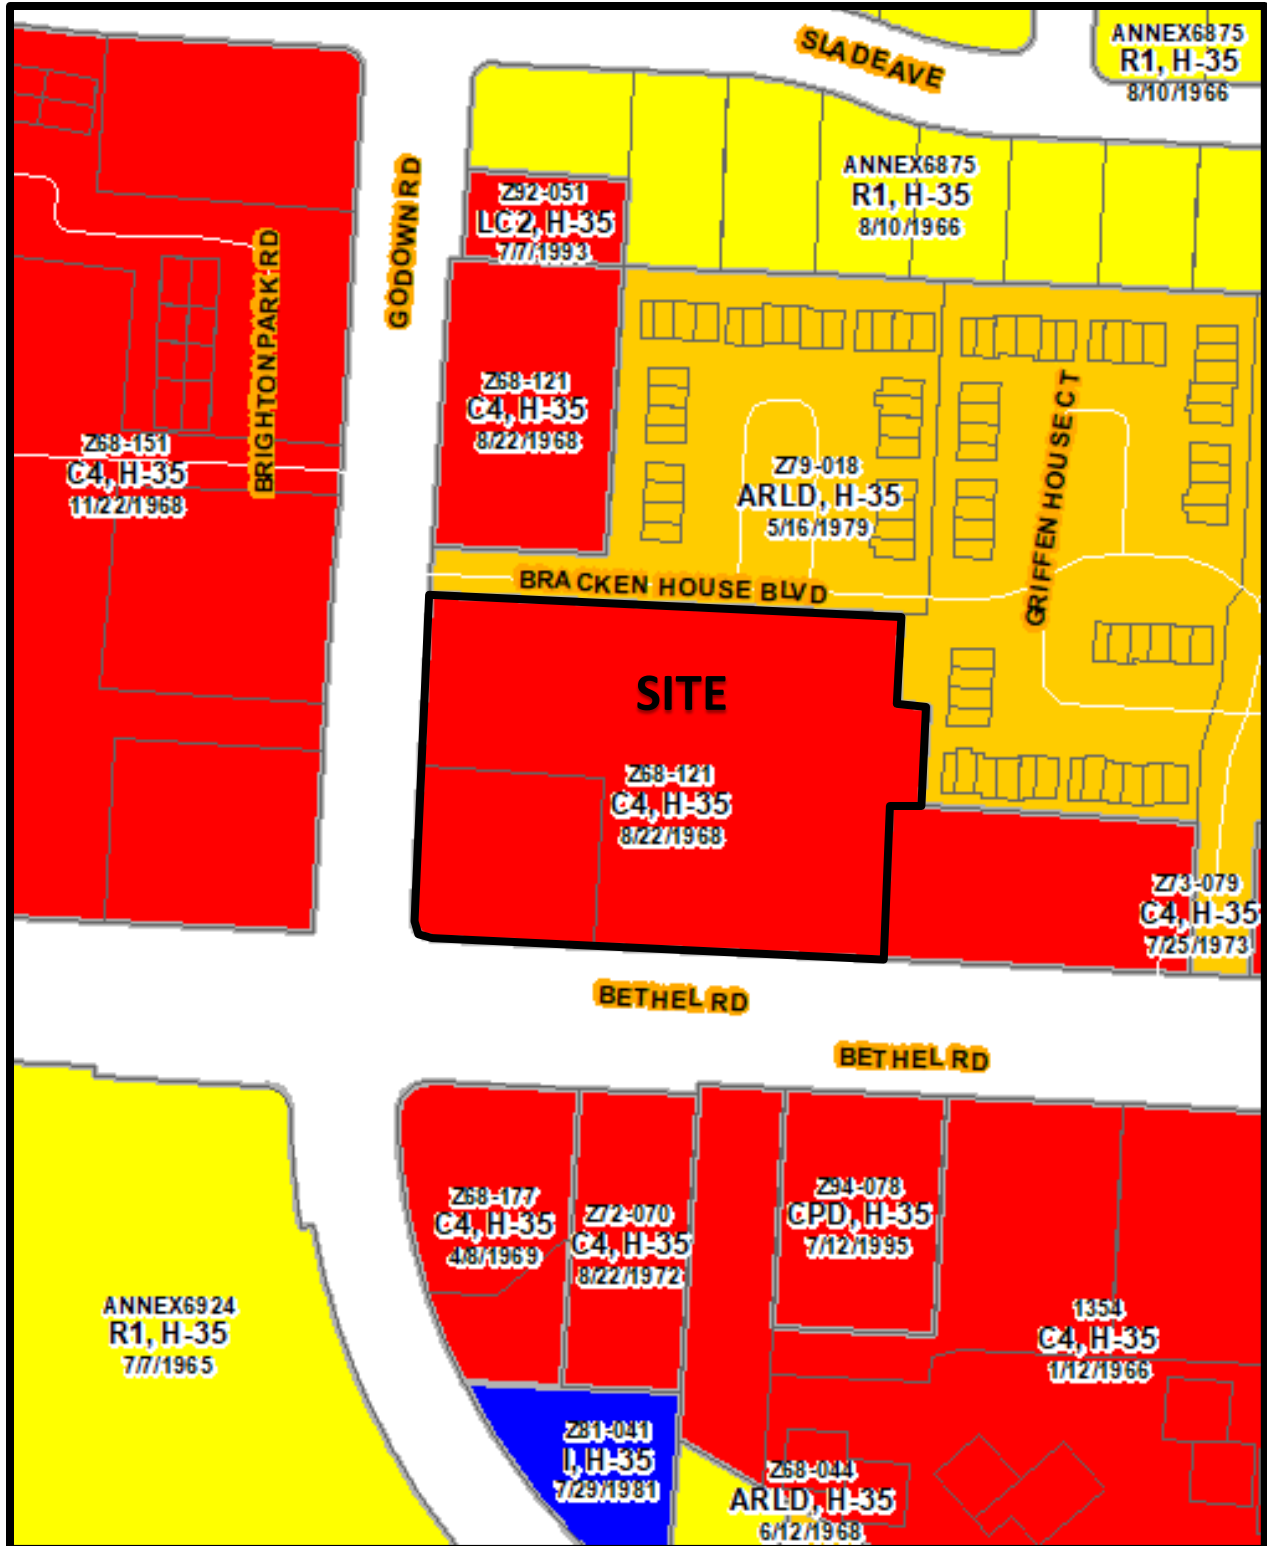 SLADE AVE
ANNEX6875
R1, H-35
8/10/1966
ANNEX6875
R1, H-35
8/10/1966
GODOWN RD
Z92-051
LC2, H-35
7/7/1993
BRIGHTON PARK RD
Z68-121
C4, H-35
8/22/1968
GRIFFEN HOUSE CT
Z68-151
C4, H-35
11/22/1968
Z79-018
ARLD, H-35
5/16/1979
BRACKEN HOUSE BLVD
SITE
Z68-121
C4, H-35
8/22/1968
Z73-079
C4, H-35
7/25/1973
BETHEL RD
BETHEL RD
Z68-177
C4, H-35
4/8/1969
Z72-070
C4, H-35
8/22/1972
Z94-078
CPD, H-35
7/12/1995
ANNEX6924
R1, H-35
7/7/1965
1354
C4, H-35
1/12/1966
Z81-041
I, H-35
7/29/1981
Z68-044
ARLD, H-35
6/12/1968